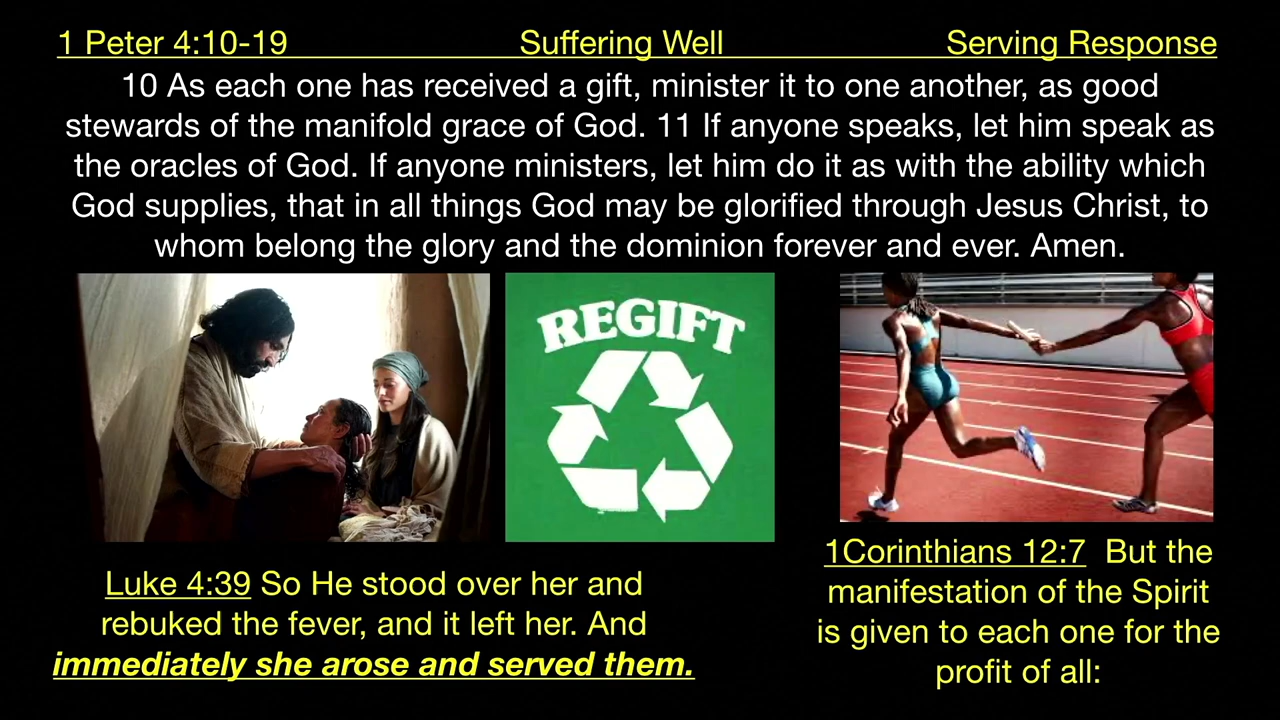 1 Peter 4:10-19 Suffering Well Serving Response
10 As each one has received a gift, minister it to one another, as good
stewards of the manifold grace of God. 11 If anyone speaks, let him speak as
the oracles of God. If anyone ministers, let him do it as with the ability which
God supplies, that in all things God may be glorified through Jesus Christ, to
whom belong the glory and the dominion forever and ever. Amen.
REGIFT
Luke 4:39 So He stood over her and
rebuked the fever, and it left her. And
immediately she arose and served them.
1Corinthians 12:7 But the
manifestation of the Spirit
is given to each one for the
profit of all: